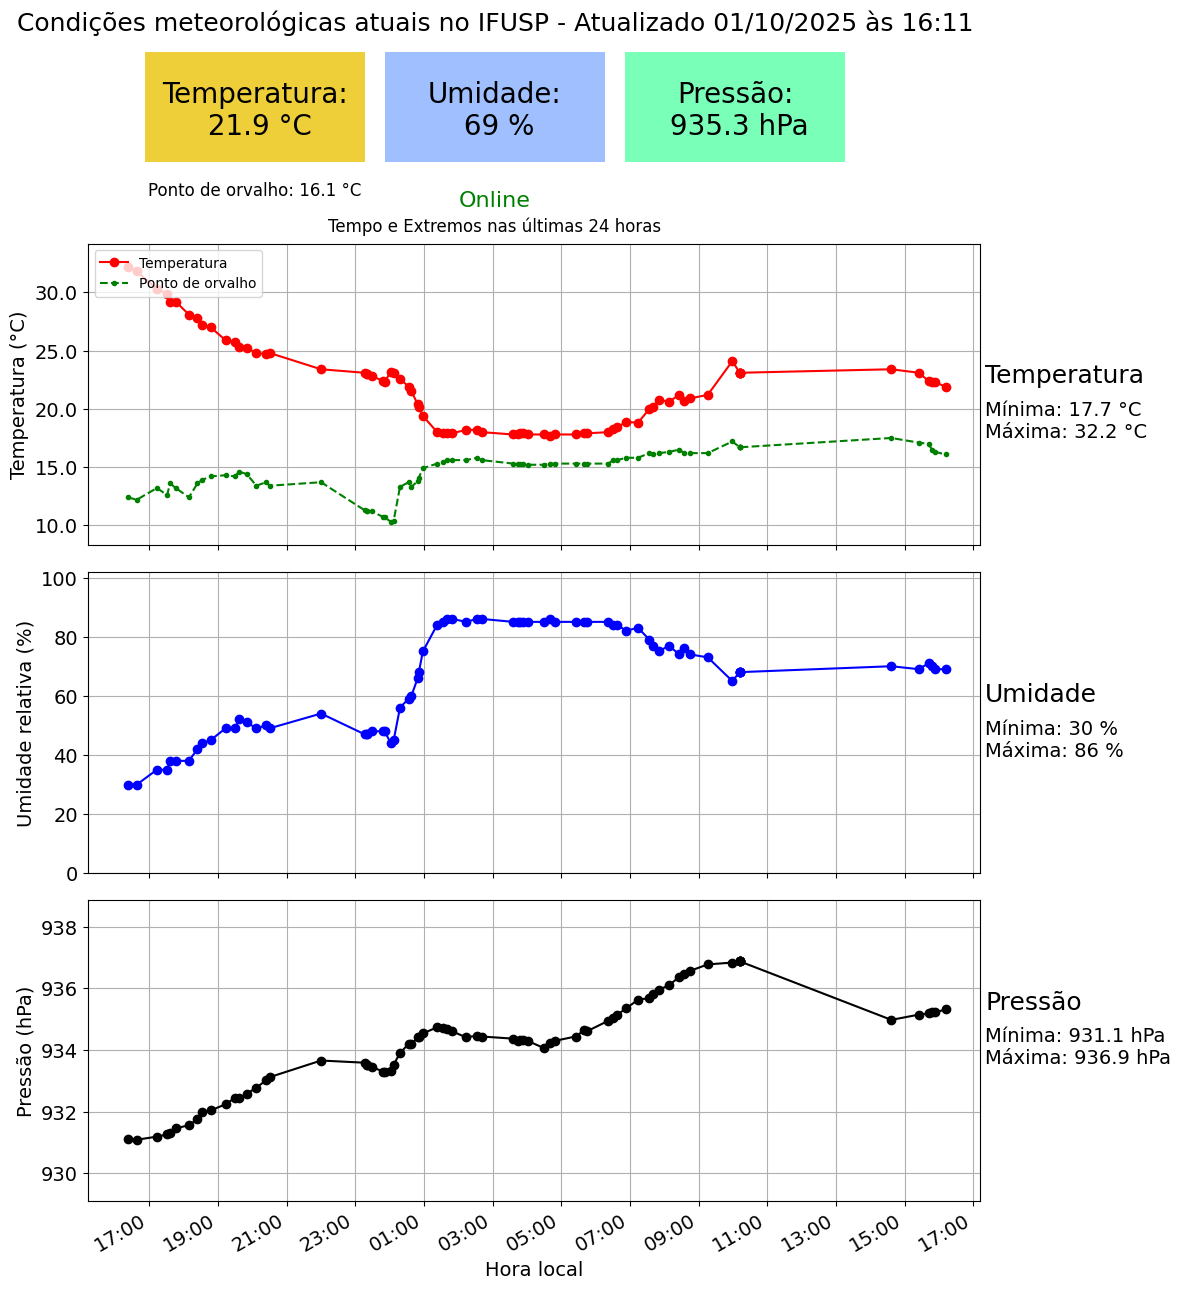 Condições meteorológicas atuais no IFUSP - Atualizado 01/10/2025 às 16:11
Temperatura:
21.9 °C
Umidade:
69 %
Pressão:
935.3 hPa
Ponto de orvalho: 16.1 °C
Online
Tempo e Extremos nas últimas 24 horas
Temperatura
Ponto de orvalho
Temperatura (°C)
30.0
25.0
20.0
15.0
10.0
Temperatura
Mínima: 17.7 °C
Máxima: 32.2 °C
Umidade relativa (%)
100
80
60
40
20
0
Umidade
Mínima: 30 %
Máxima: 86 %
Pressão (hPa)
938
936
934
932
930
Pressão
Mínima: 931.1 hPa
Máxima: 936.9 hPa
17:00 19:00 21:00 23:00 01:00 03:00 05:00 07:00 09:00 11:00 13:00 15:00 17:00
Hora local